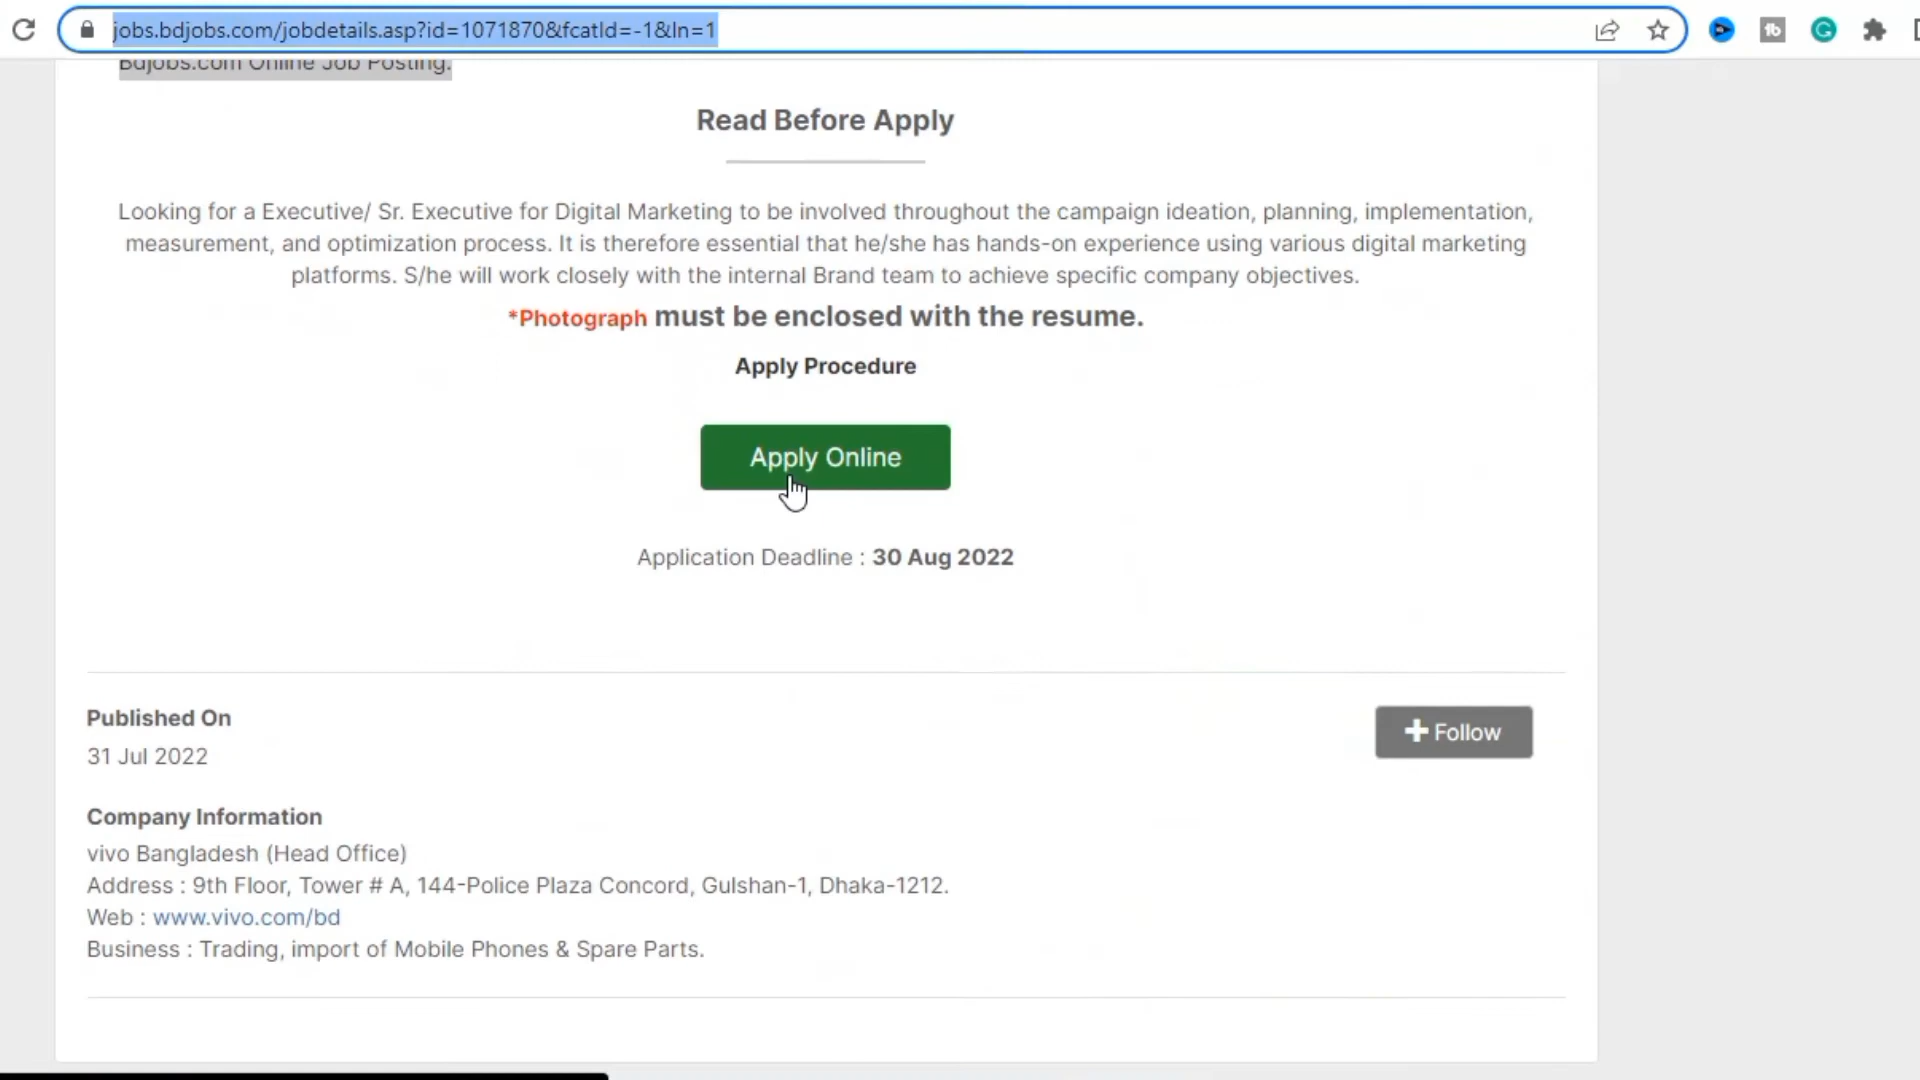 jobs.bdjobs.com/jobdetails.asp?id=1071870&fcatId=-1&ln=1
Bdjobs.com Online Job Posting.
Read Before Apply
Looking for a Executive/ Sr. Executive for Digital Marketing to be involved throughout the campaign ideation, planning, implementation,
measurement, and optimization process. It is therefore essential that he/she has hands-on experience using various digital marketing
platforms. S/he will work closely with the internal Brand team to achieve specific company objectives.
*Photograph must be enclosed with the resume.
Apply Procedure
Apply Online
Application Deadline : 30 Aug 2022
Published On
Follow
31 Jul 2022
Company Information
vivo Bangladesh (Head Office)
Address : 9th Floor, Tower # A, 144-Police Plaza Concord, Gulshan-1, Dhaka-1212.
Web : www.vivo.com/bd
Business : Trading, import of Mobile Phones & Spare Parts.